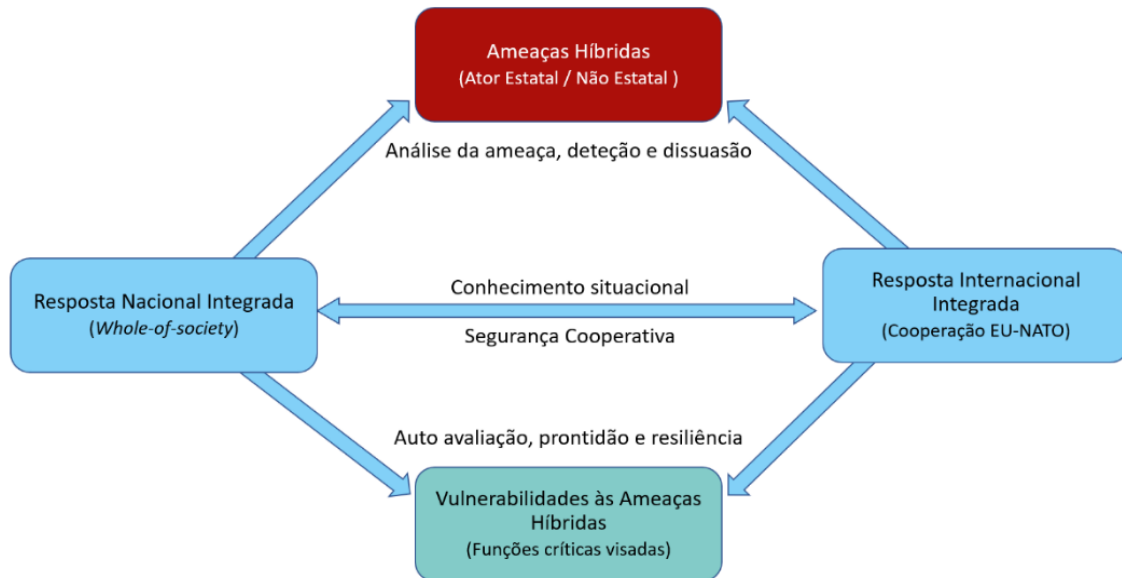 Ameaças Híbridas
(Ator Estatal / Não Estatal )
Análise da ameaça, deteção e dissuasão
Resposta Nacional Integrada
(Whole-of-society)
Conhecimento situacional
Segurança Cooperativa
Resposta Internacional
Integrada
(Cooperação EU-NATO)
Auto avaliação, prontidão e resiliência
Vulnerabilidades às Ameaças
Híbridas
(Funções críticas visadas)